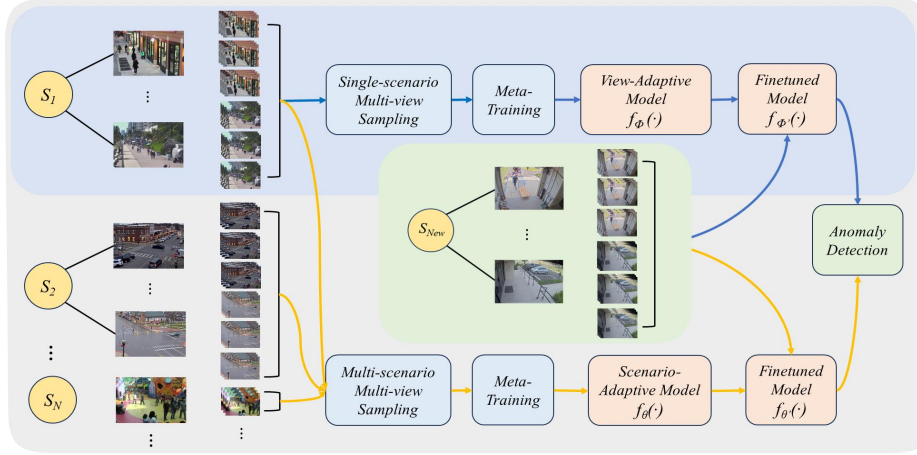 S1
Single-scenario
Multi-view
Sampling
Meta-
Training
View-Adaptive
Model
fΦ(·)
Finetuned
Model
fΦ'(·)
SNew
Anomaly
Detection
S2
SN
Multi-scenario
Multi-view
Sampling
Meta-
Training
Scenario-
Adaptive Model
fθ(·)
Finetuned
Model
fθ'(·)